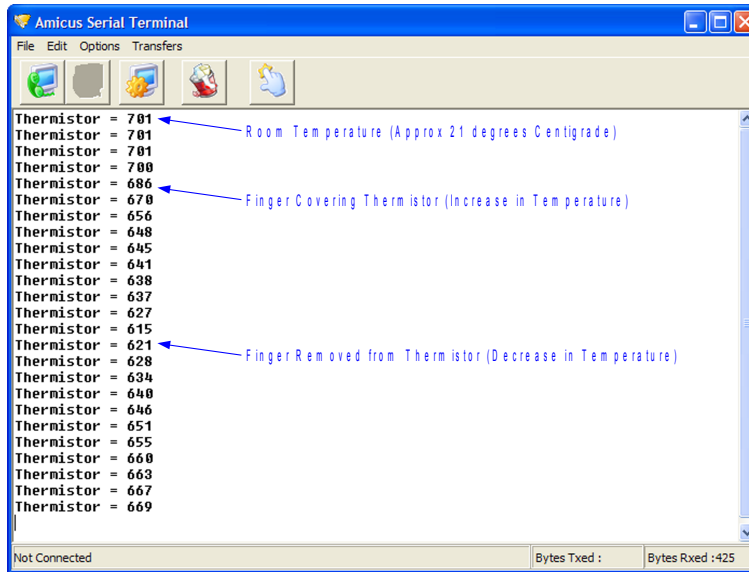 Amicus Serial Terminal
File Edit Options Transfers
Thermistor = 701
Room Temperature (Approx 21 degrees Centigrade)
Thermistor = 701
Thermistor = 701
Thermistor = 700
Thermistor = 686
Finger Covering Thermistor (Increase in Temperature)
Thermistor = 670
Thermistor = 656
Thermistor = 648
Thermistor = 645
Thermistor = 641
Thermistor = 638
Thermistor = 637
Thermistor = 627
Thermistor = 615
Thermistor = 621
Finger Removed from Thermistor (Decrease in Temperature)
Thermistor = 628
Thermistor = 634
Thermistor = 640
Thermistor = 646
Thermistor = 651
Thermistor = 655
Thermistor = 660
Thermistor = 663
Thermistor = 667
Thermistor = 669
Not Connected Bytes Txed : Bytes Rxed :425